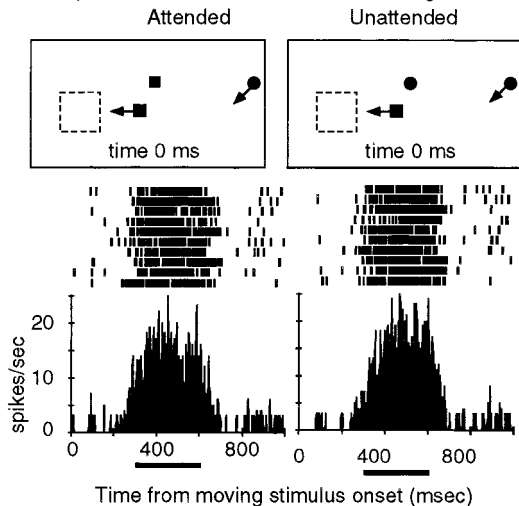 Attended Unattended
time 0 ms time 0 ms
spikes/sec
20
10
0
0 400 800 400 800
Time from moving stimulus onset (msec)